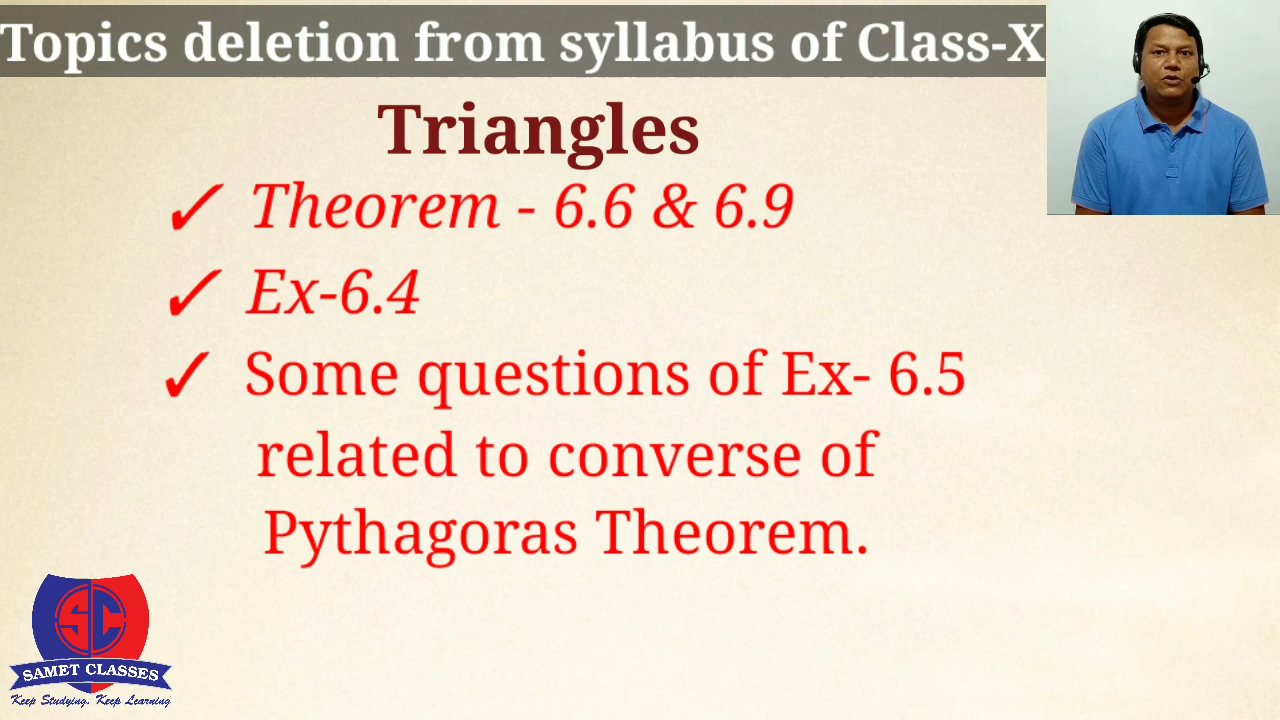 Topics deletion from syllabus of Class-X
Triangles
✓ Theorem - 6.6 & 6.9
✓ Ex-6.4
✓ Some questions of Ex- 6.5
related to converse of
Pythagoras Theorem.
SC
SAMET CLASSES
Keep Studying, Keep Learning